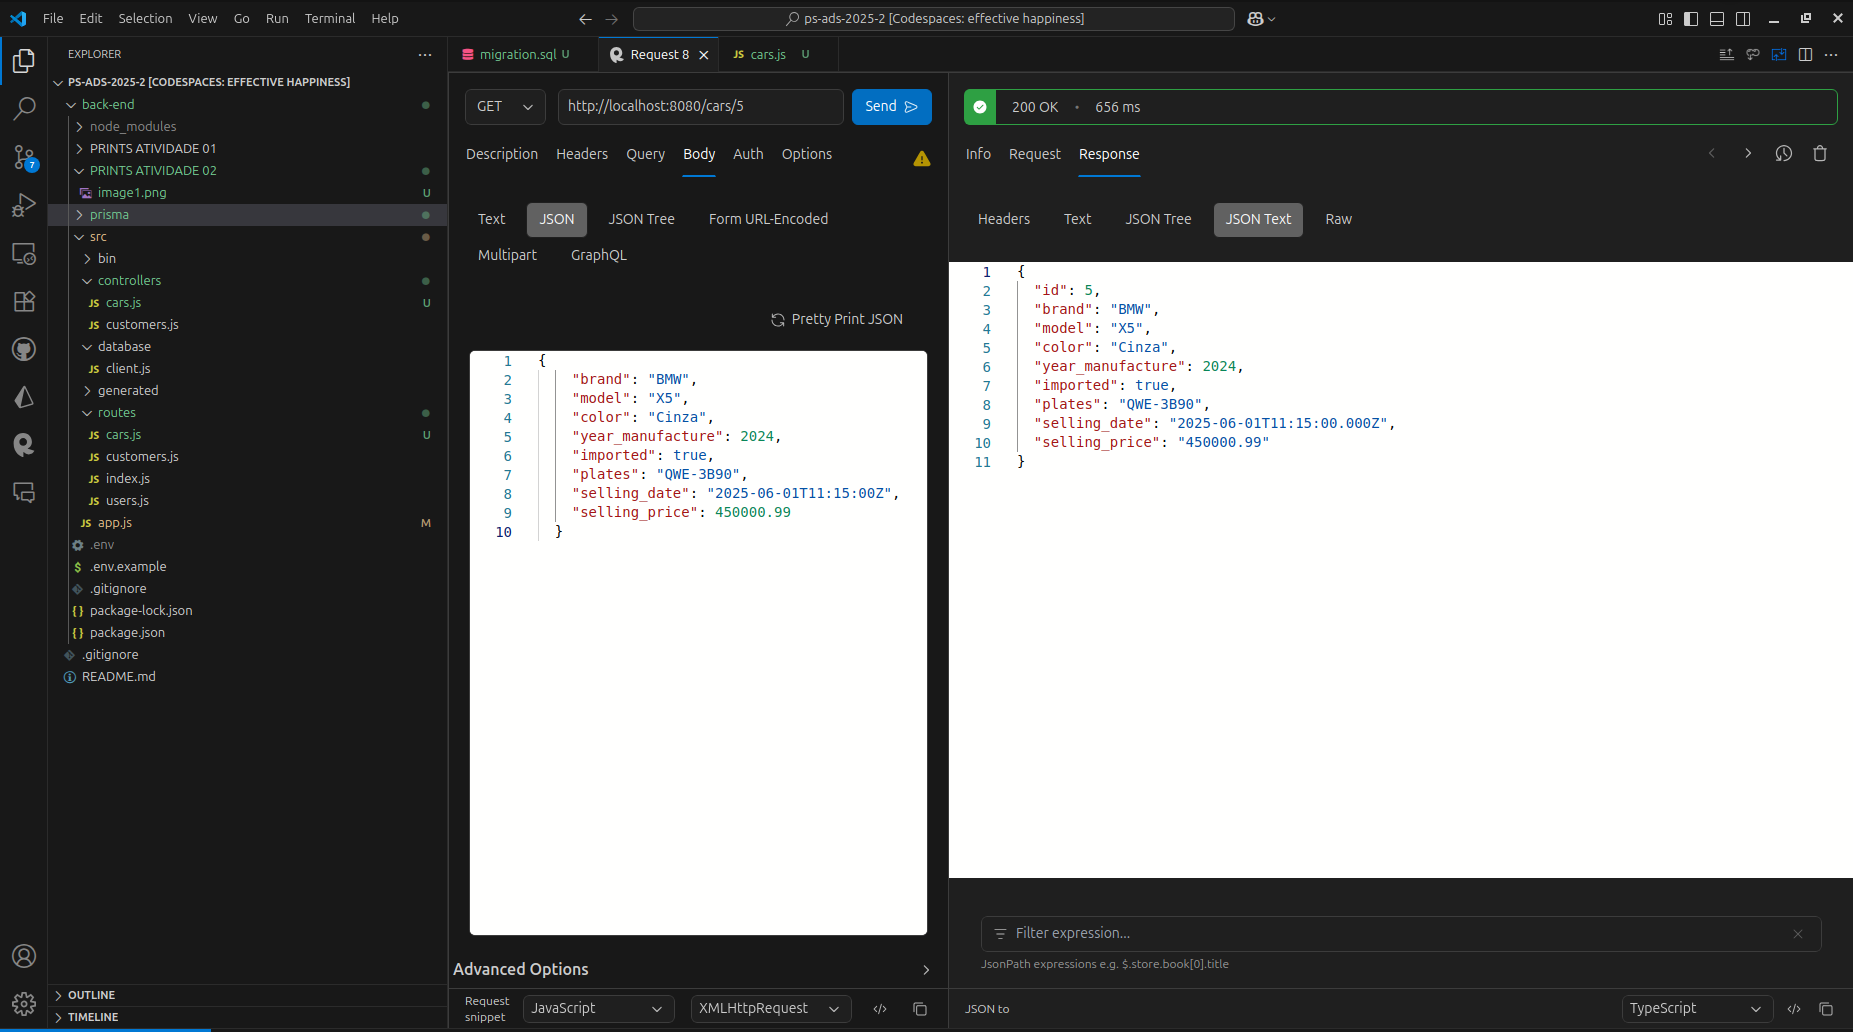 File Edit Selection View Go Run Terminal Help
ps-ads-2025-2 [Codespaces: effective happiness]
EXPLORER
PS-ADS-2025-2 [CODESPACES: EFFECTIVE HAPPINESS]
back-end
node_modules
PRINTS ATIVIDADE 01
PRINTS ATIVIDADE 02
image1.png U
prisma
src
bin
controllers
JS cars.js U
JS customers.js
database
JS client.js
generated
routes
JS cars.js U
JS customers.js
JS index.js
JS users.js
JS app.js M
.env
$ .env.example
.gitignore
{} package-lock.json
{} package.json
.gitignore
README.md
7
OUTLINE
TIMELINE
migration.sql U
Request 8
JS cars.js U
GET http://localhost:8080/cars/5 Send
Description Headers Query Body Auth Options
Text JSON JSON Tree Form URL-Encoded
Multipart GraphQL
Pretty Print JSON
1 {
2 "brand": "BMW",
3 "model": "X5",
4 "color": "Cinza",
5 "year_manufacture": 2024,
6 "imported": true,
7 "plates": "QWE-3B90",
8 "selling_date": "2025-06-01T11:15:00Z",
9 "selling_price": 450000.99
10 }
Advanced Options
Request snippet JavaScript XMLHttpRequest
200 OK • 656 ms
Info Request Response
Headers Text JSON Tree JSON Text Raw
1 {
2 "id": 5,
3 "brand": "BMW",
4 "model": "X5",
5 "color": "Cinza",
6 "year_manufacture": 2024,
7 "imported": true,
8 "plates": "QWE-3B90",
9 "selling_date": "2025-06-01T11:15:00.000Z",
10 "selling_price": "450000.99"
11 }
Filter expression...
JsonPath expressions e.g. $.store.book[0].title
JSON to TypeScript